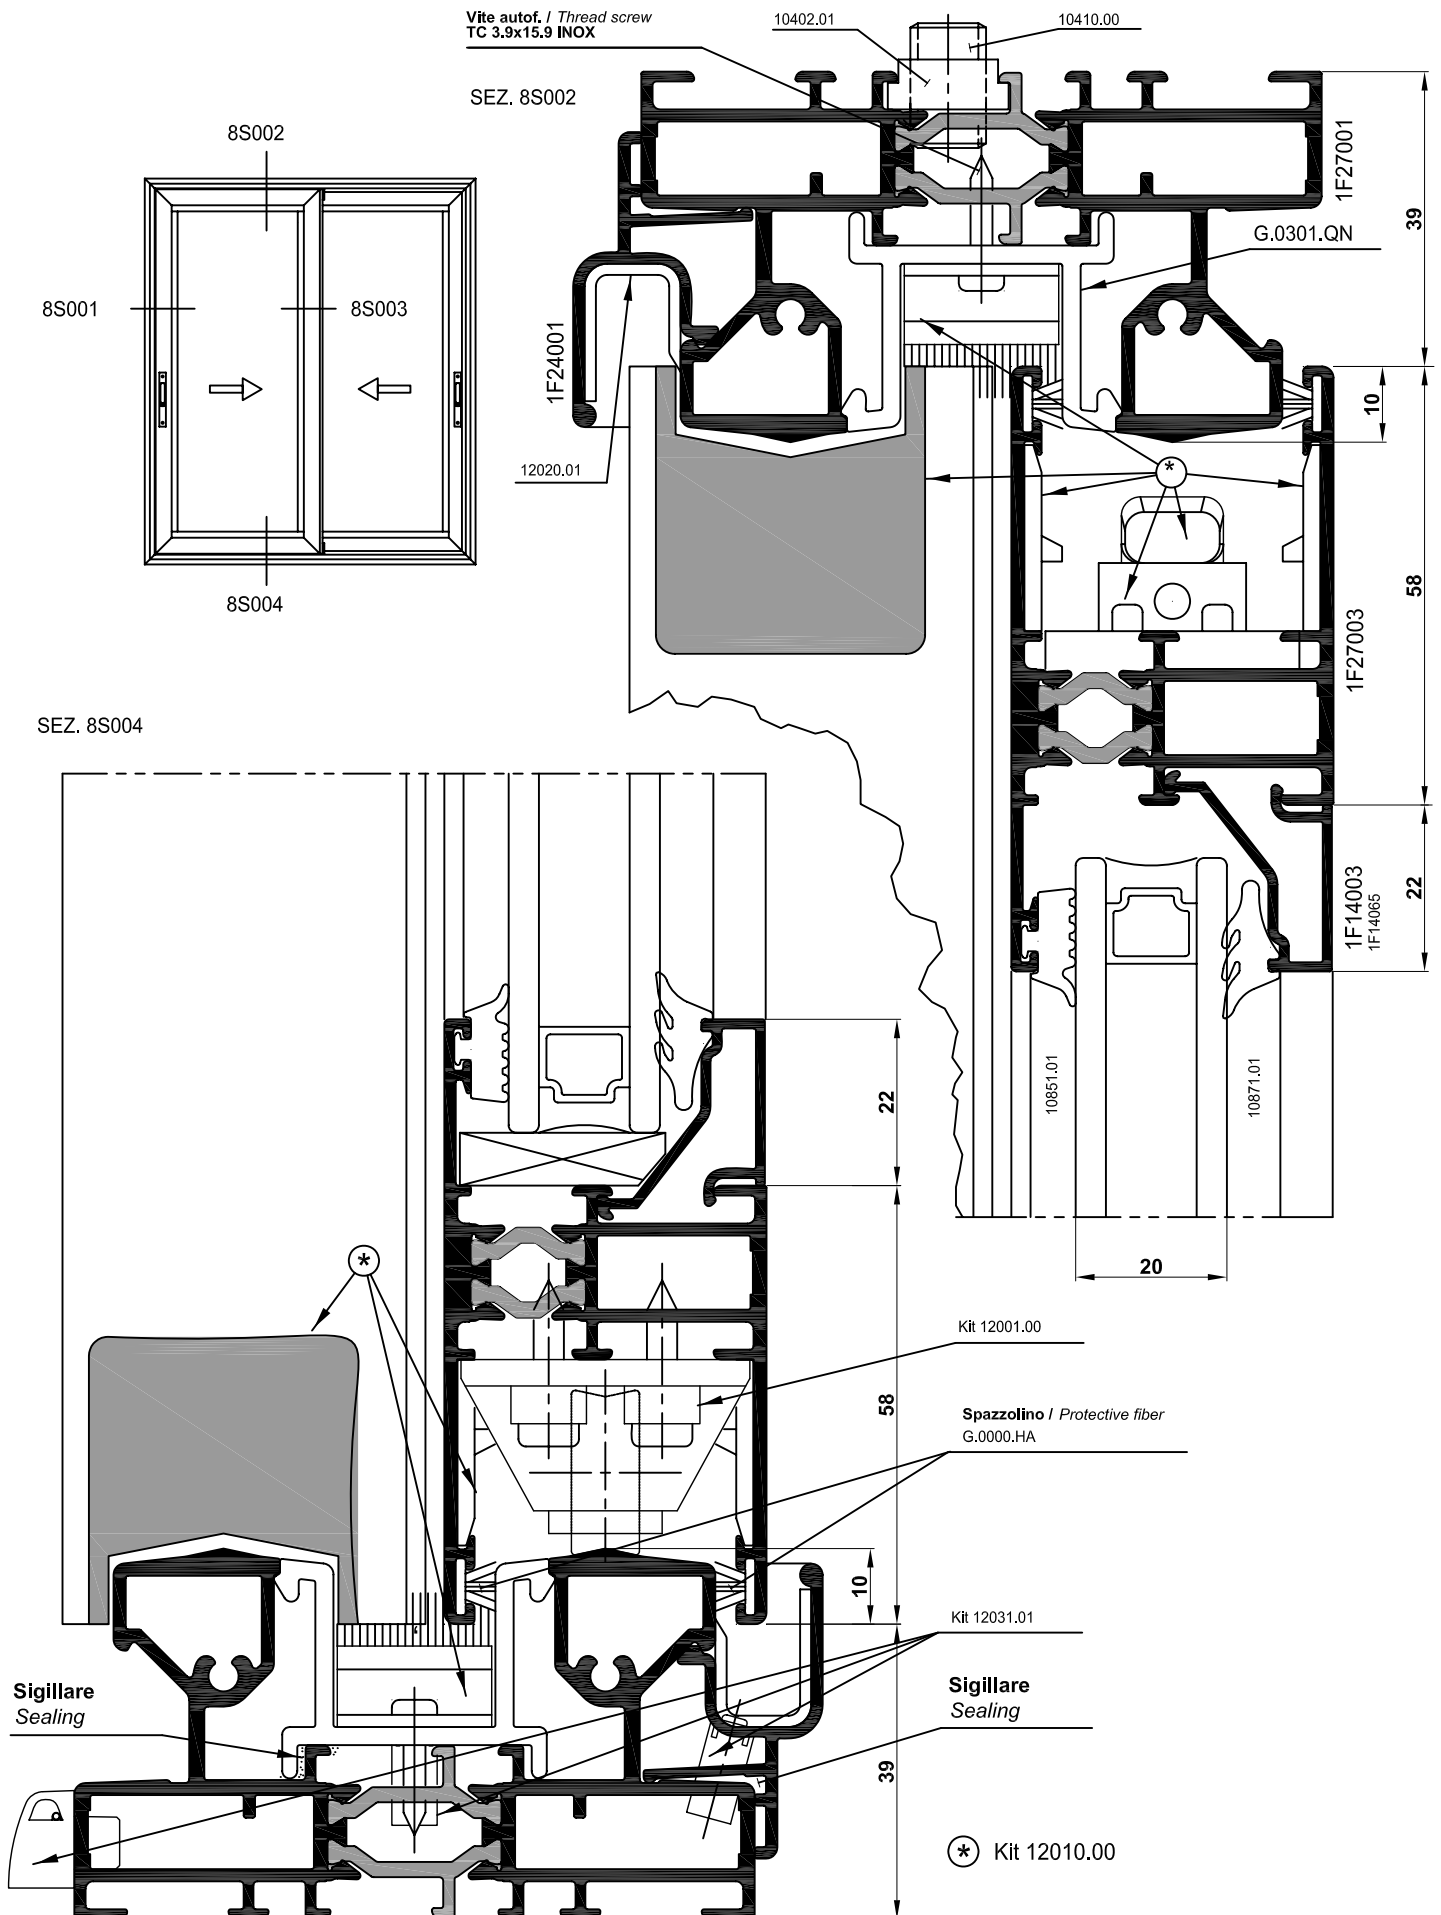 Vite autof. / Thread screw
TC 3.9x15.9 INOX
10402.01
10410.00
SEZ. 8S002
8S002
8S001
8S003
8S004
1F27001
39
G.0301.QN
1F24001
12020.01
10
*
58
1F27003
22
1F14003
1F14065
10851.01
10871.01
20
SEZ. 8S004
22
*
Kit 12001.00
58
Spazzolino / Protective fiber
G.0000.HA
10
Kit 12031.01
Sigillare
Sealing
Sigillare
Sealing
39
* Kit 12010.00